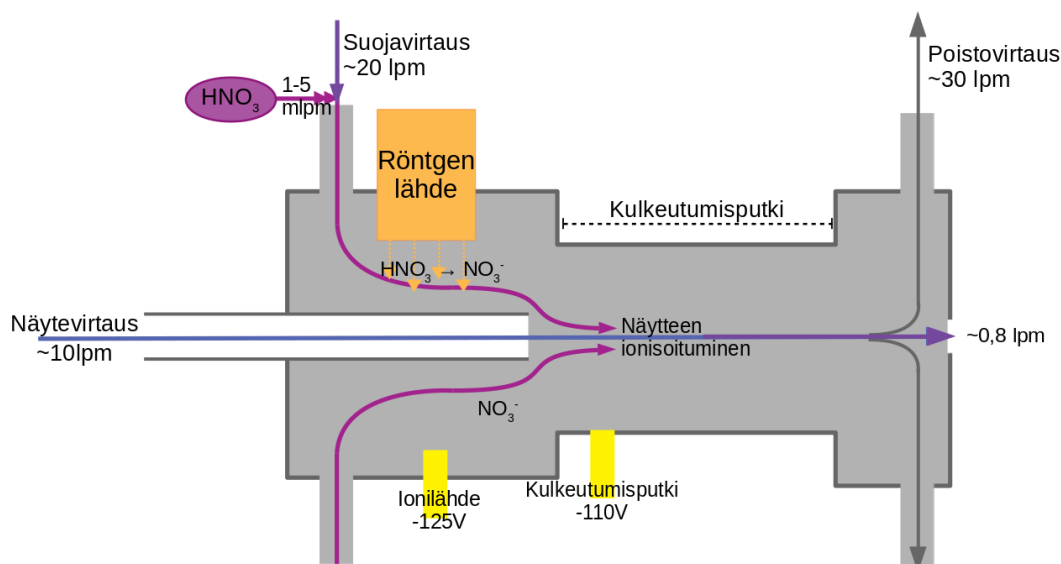 Suojavirtaus
~20 lpm
Poistovirtaus
~30 lpm
HNO₃
1-5
mlpm
Röntgen
lähde
Kulkeutumisputki
HNO₃ → NO₃⁻
Näytevirtaus
~10lpm
Näytteen
ionisoituminen
~0,8 lpm
NO₃⁻
Ionilähde
-125V
Kulkeutumisputki
-110V